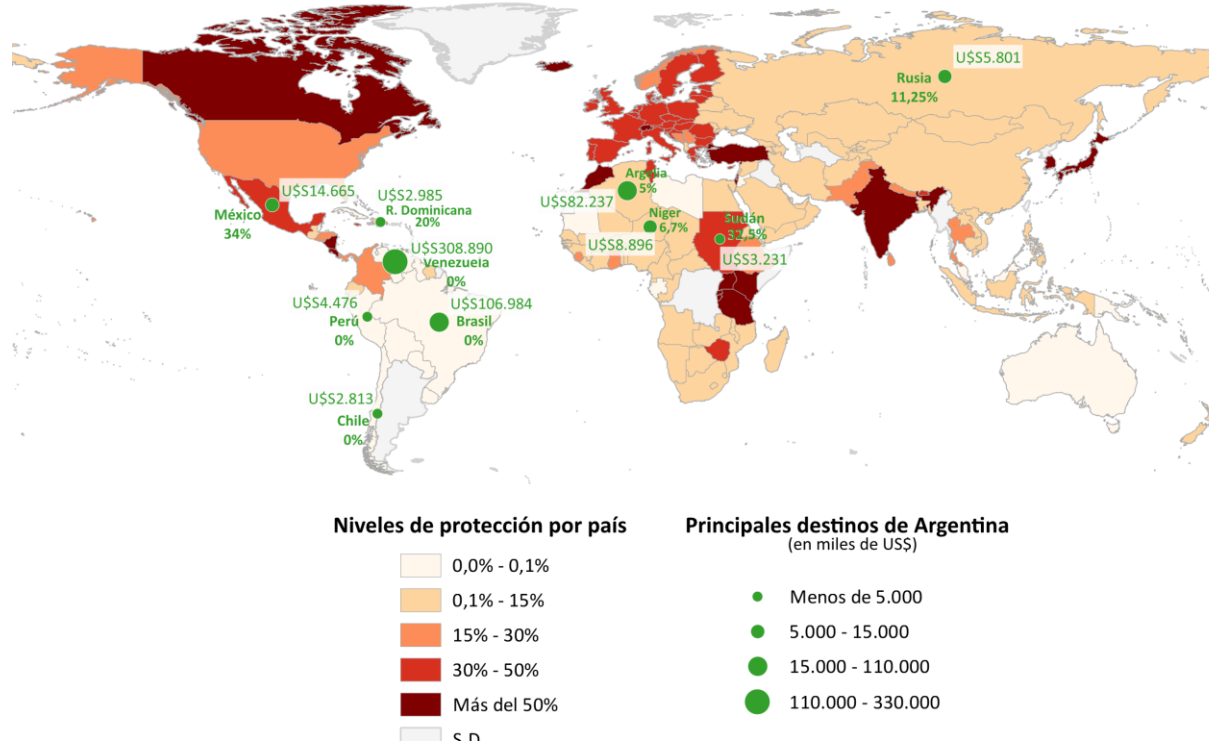 U$S5.801
Rusia
11,25%
U$S14.665
México
34%
U$S2.985
R. Dominicana
20%
U$S308.890
Venezuela
0%
U$S4.476
Perú
0%
U$S106.984
Brasil
0%
U$S2.813
Chile
0%
Argelia
5%
U$S82.237
Niger
6,7%
U$S8.896
Sudán
32,5%
U$S3.231
Niveles de protección por país
0,0% - 0,1%
0,1% - 15%
15% - 30%
30% - 50%
Más del 50%
S.D.
Principales destinos de Argentina
(en miles de US$)
Menos de 5.000
5.000 - 15.000
15.000 - 110.000
110.000 - 330.000